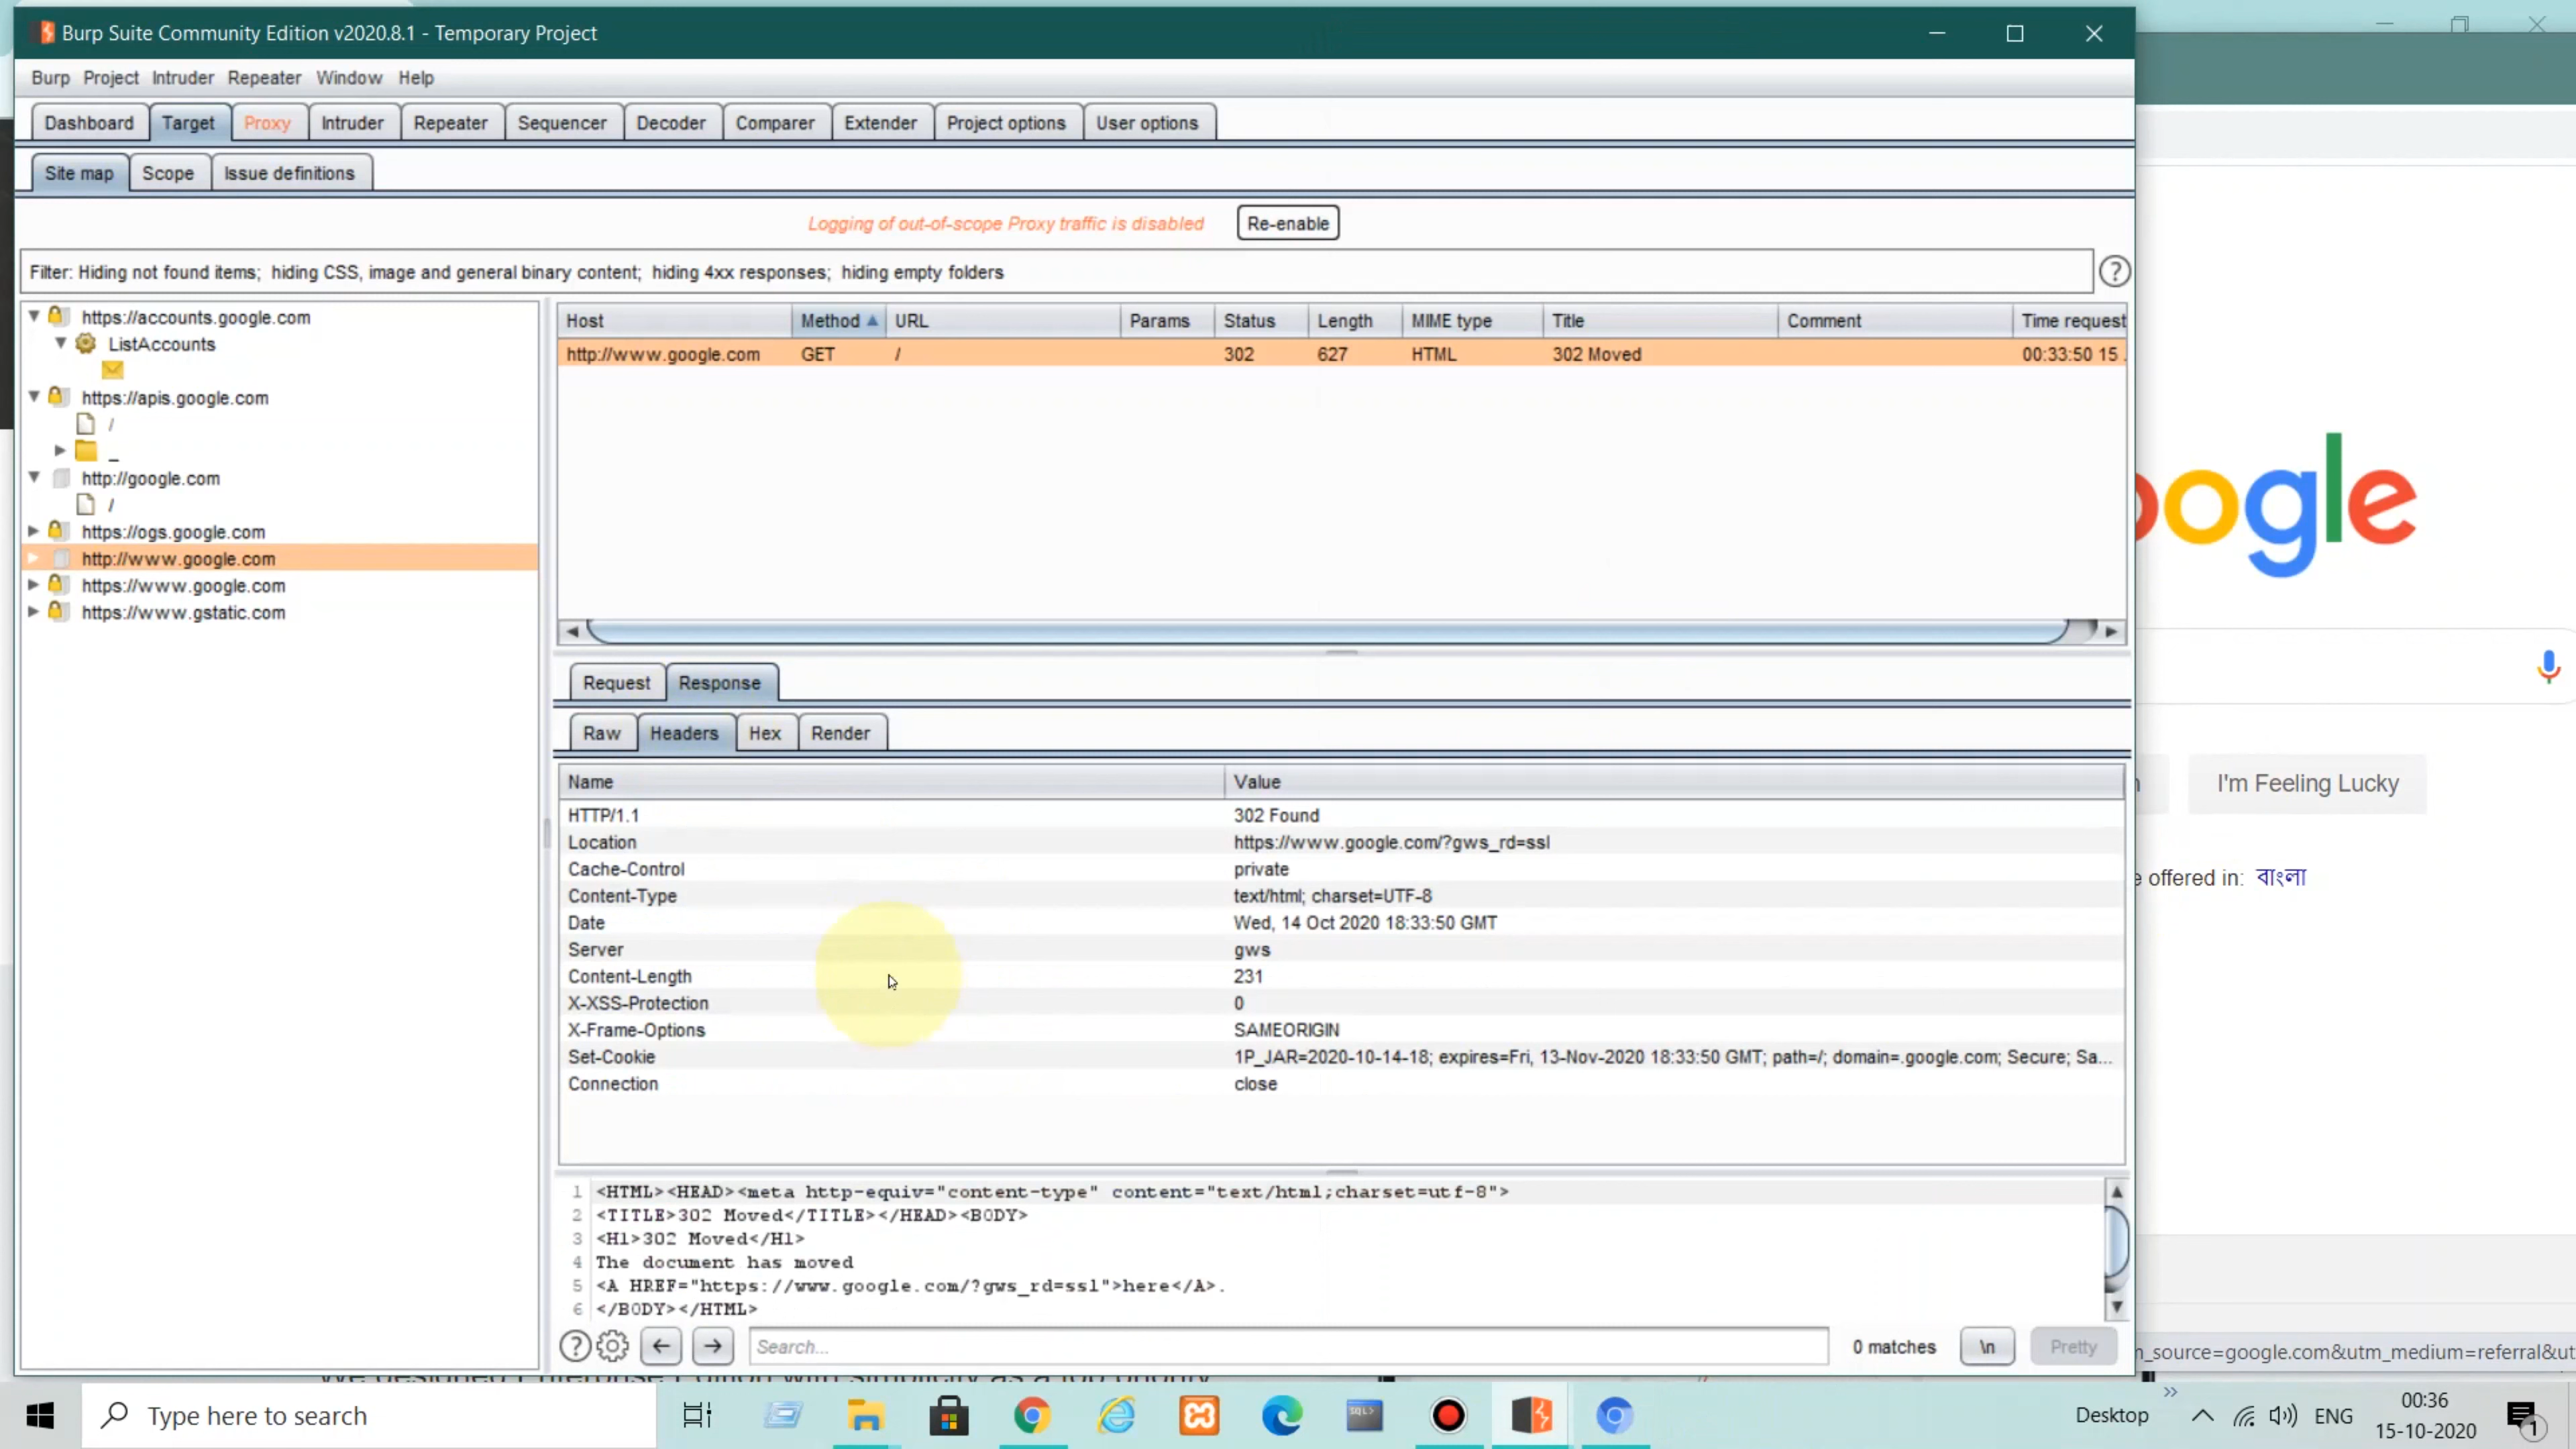 Burp Suite Community Edition v2020.8.1 - Temporary Project
Burp Project Intruder Repeater Window Help
Dashboard Target Proxy Intruder Repeater Sequencer Decoder Comparer Extender Project options User options
Site map Scope Issue definitions
Logging of out-of-scope Proxy traffic is disabled Re-enable
Filter: Hiding not found items; hiding CSS, image and general binary content; hiding 4xx responses; hiding empty folders ?
https://accounts.google.com
ListAccounts
https://apis.google.com
/
_
http://google.com
/
https://ogs.google.com
http://www.google.com
https://www.google.com
https://www.gstatic.com
Host Method URL Params Status Length MIME type Title Comment Time request
http://www.google.com GET / 302 627 HTML 302 Moved 00:33:50 15 .
Request Response
Raw Headers Hex Render
Name Value
HTTP/1.1 302 Found
Location https://www.google.com/?gws_rd=ssl
Cache-Control private
Content-Type text/html; charset=UTF-8
Date Wed, 14 Oct 2020 18:33:50 GMT
Server gws
Content-Length 231
X-XSS-Protection 0
X-Frame-Options SAMEORIGIN
Set-Cookie 1P_JAR=2020-10-14-18; expires=Fri, 13-Nov-2020 18:33:50 GMT; path=/; domain=.google.com; Secure; Sa...
Connection close
1 <HTML><HEAD><meta http-equiv="content-type" content="text/html;charset=utf-8">
2 <TITLE>302 Moved</TITLE></HEAD><BODY>
3 <H1>302 Moved</H1>
4 The document has moved
5 <A HREF="https://www.google.com/?gws_rd=ssl">here</A>.
6 </BODY></HTML>
? Search... 0 matches \n Pretty
oogle
I'm Feeling Lucky
e offered in: বাংলা
n_source=google.com&utm_medium=referral&ut
We designed Enterprise Edition with simplicity as a top priority
Type here to search
SQL>
Desktop ENG
00:36
15-10-2020
1